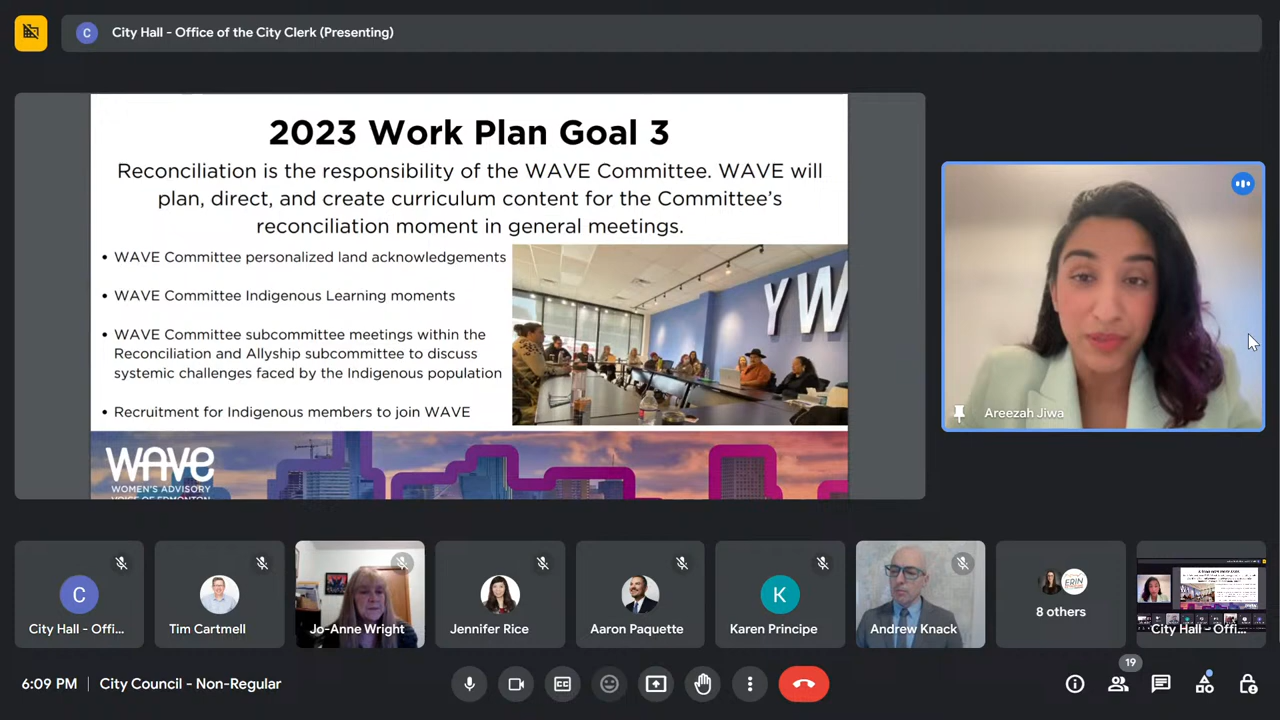 C
City Hall - Office of the City Clerk (Presenting)
2023 Work Plan Goal 3
Reconciliation is the responsibility of the WAVE Committee. WAVE will
plan, direct, and create curriculum content for the Committee's
reconciliation moment in general meetings.
• WAVE Committee personalized land acknowledgements
• WAVE Committee Indigenous Learning moments
• WAVE Committee subcommittee meetings within the
Reconciliation and Allyship subcommittee to discuss
systemic challenges faced by the Indigenous population
• Recruitment for Indigenous members to join WAVE
YW
WAVE
WOMEN'S ADVISORY
VOICE OF EDMONTON
Areezah Jiwa
C
City Hall - Offi...
Tim Cartmell
Jo-Anne Wright
Jennifer Rice
Aaron Paquette
K
Karen Principe
Andrew Knack
ERIN
8 others
City Hall - Offi...
6:09 PM | City Council - Non-Regular
19